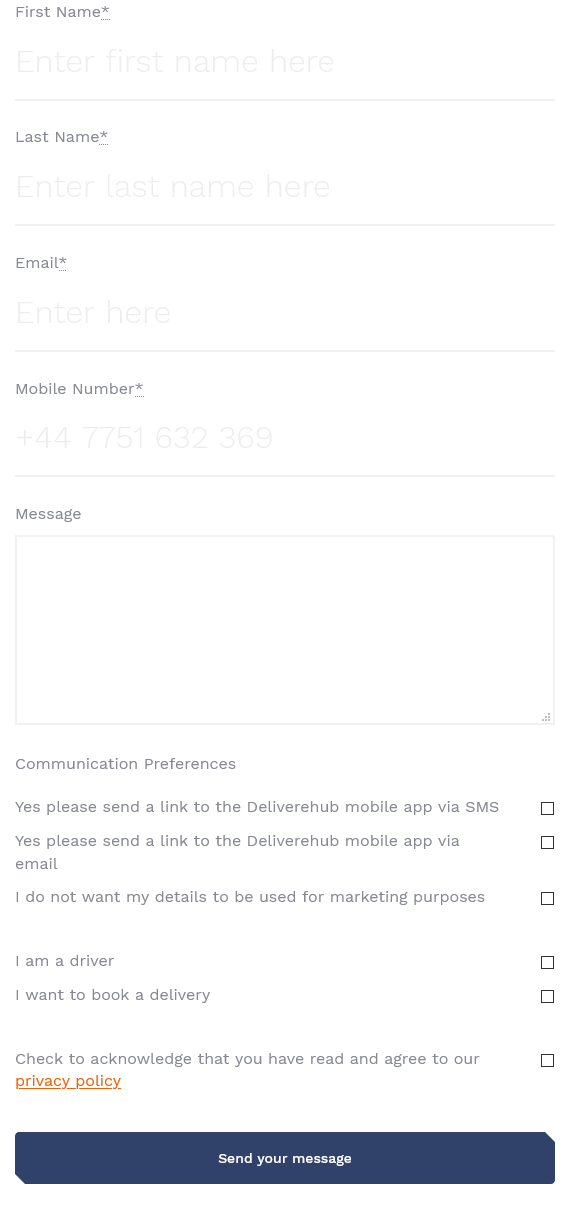 First Name*
Enter first name here
Last Name*
Enter last name here
Email*
Enter here
Mobile Number*
+44 7751 632 369
Message
Communication Preferences
Yes please send a link to the Deliverehub mobile app via SMS
Yes please send a link to the Deliverehub mobile app via
email
I do not want my details to be used for marketing purposes
I am a driver
I want to book a delivery
Check to acknowledge that you have read and agree to our
privacy policy
Send your message